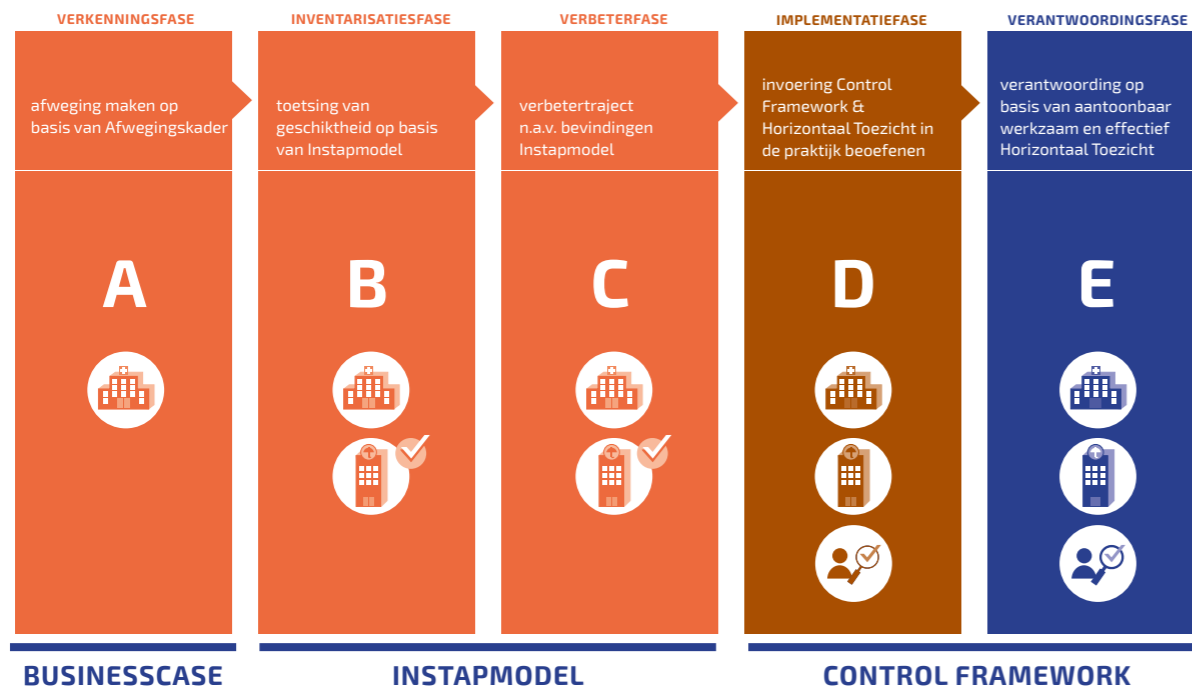 VERKENNINGSFASE
afweging maken op
basis van Afwegingskader
A
INVENTARISATIESFASE
toetsing van
geschiktheid op basis
van Instapmodel
B
VERBETERFASE
verbetertraject
n.a.v. bevindingen
Instapmodel
C
IMPLEMENTATIEFASE
invoering Control
Framework &
Horizontaal Toezicht in
de praktijk beoefenen
D
VERANTWOORDINGSFASE
verantwoording op
basis van aantoonbaar
werkzaam en effectief
Horizontaal Toezicht
E
BUSINESSCASE
INSTAPMODEL
CONTROL FRAMEWORK